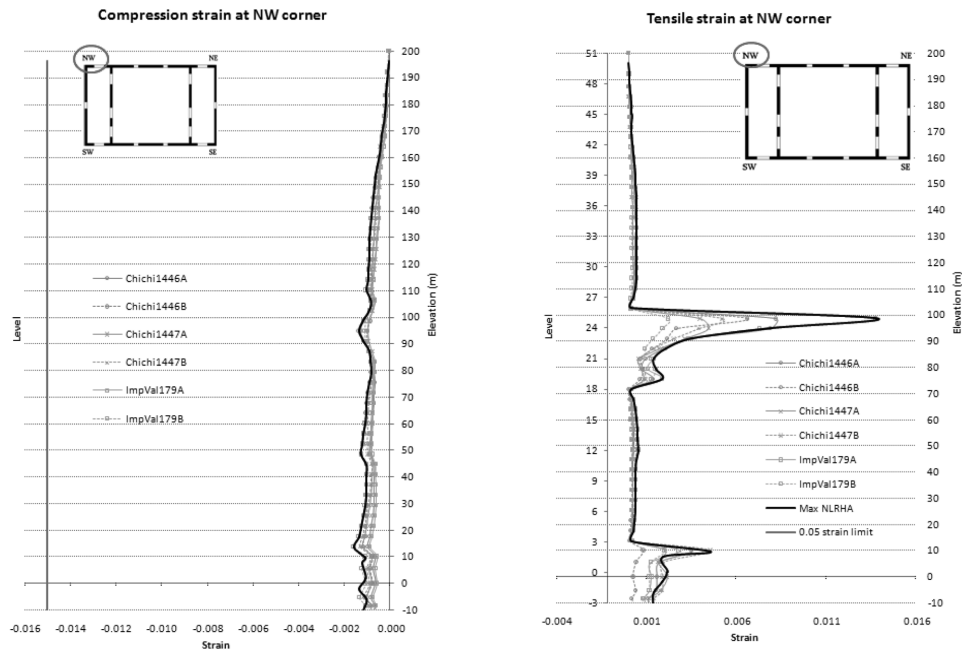 Compression strain at NW corner
NW
NE
SW
SE
200
190
180
170
160
150
140
130
120
110
100
90
80
70
60
50
40
30
20
10
0
-10
Elevation (m)
Level
Chichi1446A
Chichi1446B
Chichi1447A
Chichi1447B
ImpVal179A
ImpVal179B
-0.016 -0.014 -0.012 -0.010 -0.008 -0.006 -0.004 -0.002 0.000
Strain
Tensile strain at NW corner
51
48
45
42
39
36
33
30
27
24
21
18
15
12
9
6
3
0
-3
Level
NW
NE
SW
SE
200
190
180
170
160
150
140
130
120
110
100
90
80
70
60
50
40
30
20
10
0
-10
Elevation (m)
Chichi1446A
Chichi1446B
Chichi1447A
Chichi1447B
ImpVal179A
ImpVal179B
Max NLRHA
0.05 strain limit
-0.004 0.001 0.006 0.011 0.016
Strain